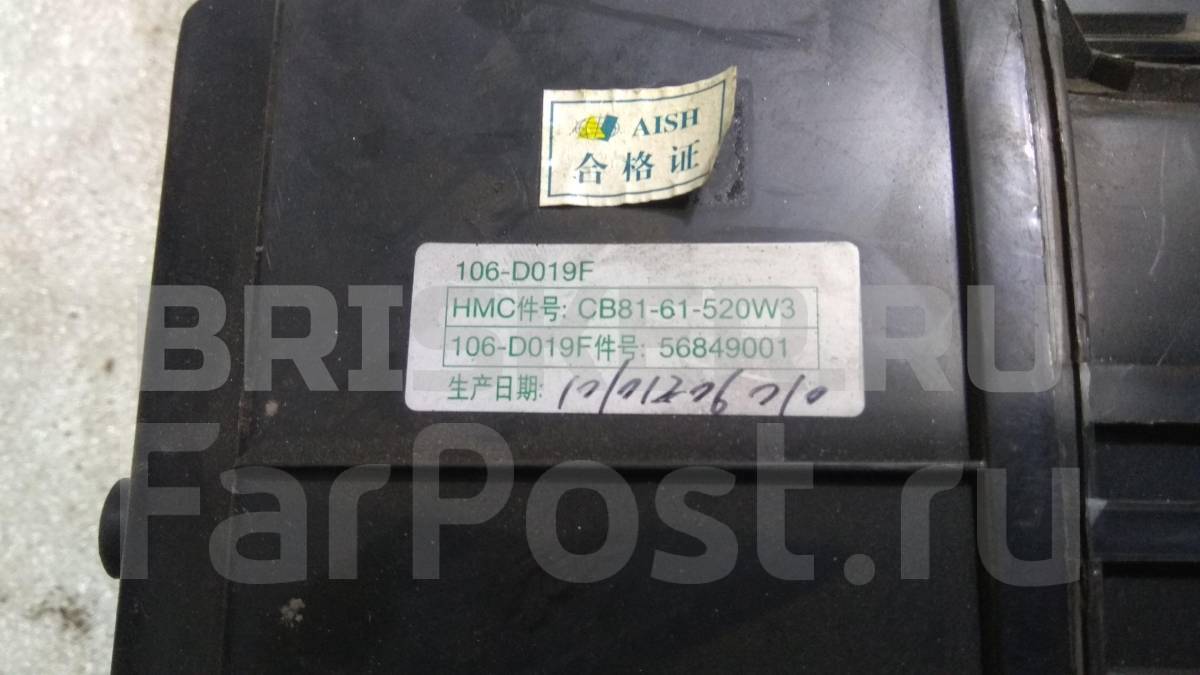 AISH
合格证
106-D019F
HMC件号: CB81-61-520W3
106-D019F件号: 56849001
生产日期:
FarPost.ru